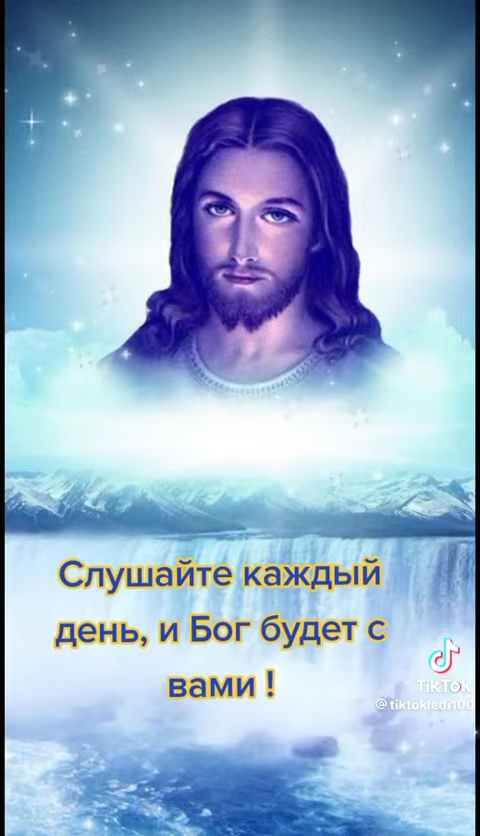 Слушайте каждый
день, и Бог будет с
вами !
TikTok
@tiktokledi100